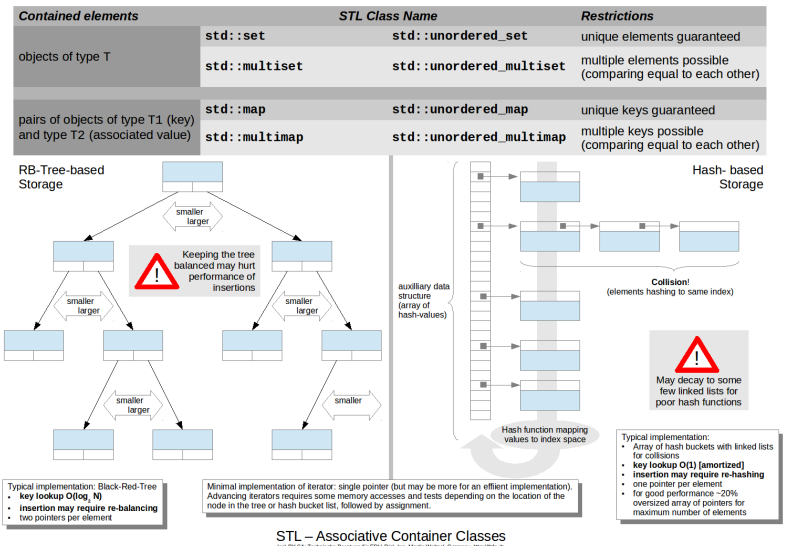 Contained elements STL Class Name Restrictions
objects of type T
std::set std::unordered_set unique elements guaranteed
std::multiset std::unordered_multiset multiple elements possible
(comparing equal to each other)
pairs of objects of type T1 (key)
and type T2 (associated value)
std::map std::unordered_map unique keys guaranteed
std::multimap std::unordered_multimap multiple keys possible
(comparing equal to each other)
RB-Tree-based
Storage
smaller
larger
!
Keeping the tree
balanced may hurt
performance of
insertions
smaller
larger
smaller
larger
smaller
larger
smaller
Typical implementation: Black-Red-Tree
• key lookup O(log2 N)
• insertion may require re-balancing
• two pointers per element
Hash- based
Storage
auxilliary data
structure
(array of
hash-values)
Collision!
(elements hashing to same index)
!
May decay to some
few linked lists for
poor hash functions
Hash function mapping
values to index space
Minimal implementation of iterator: single pointer (but may be more for an effiient implementation).
Advancing iterators requires some memory accesses and tests depending on the location of the
node in the tree or hash bucket list, followed by assignment.
Typical implementation:
• Array of hash buckets with linked lists
for collisions
• key lookup O(1) [amortized]
• insertion may require re-hashing
• one pointer per element
• for good performance ~20%
oversized array of pointers for
maximum number of elements
STL – Associative Container Classes